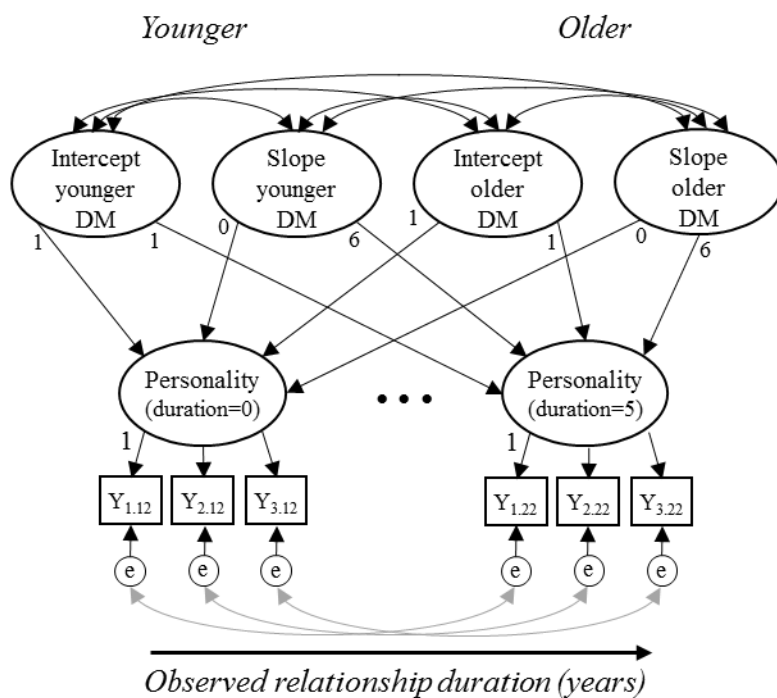 Younger Older
Intercept Slope Intercept Slope
younger younger older older
DM DM DM DM
1 1 0 6 1 1 0 6
Personality Personality
(duration=0) ... (duration=5)
1 1
Y1.12 Y2.12 Y3.12 Y1.22 Y2.22 Y3.22
e e e e e e
Observed relationship duration (years)